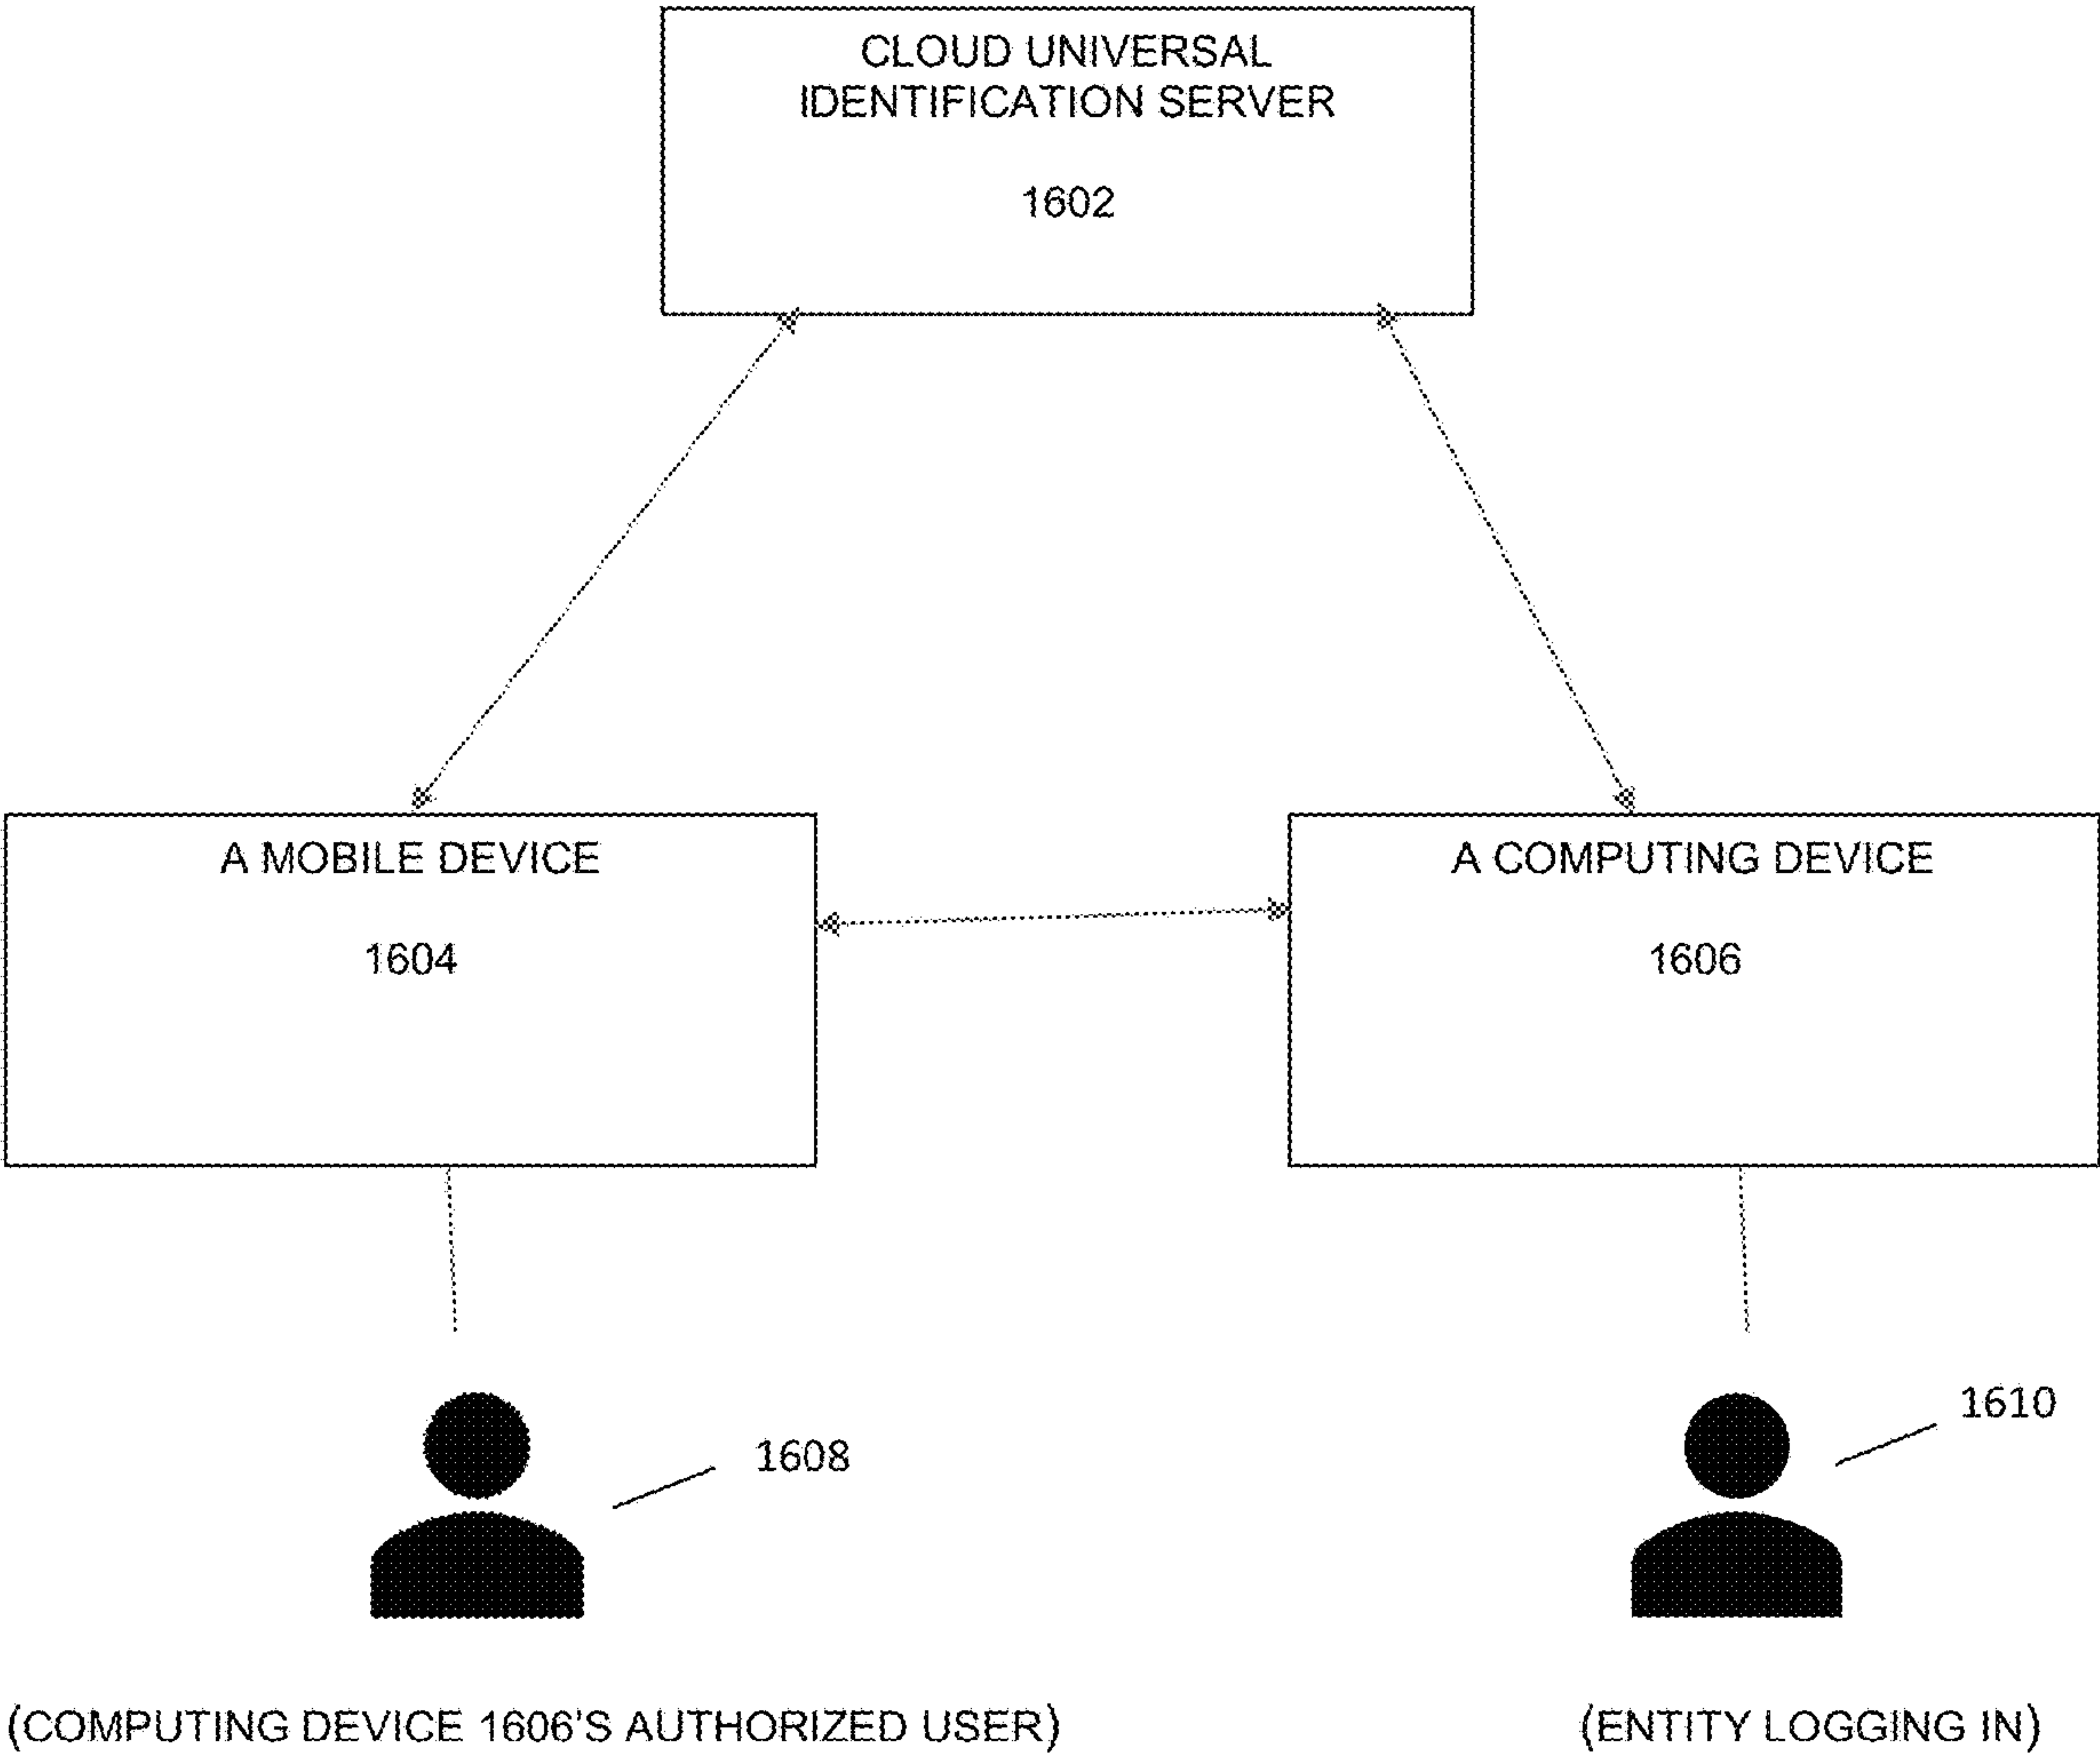 CLOUD UNIVERSAL
IDENTIFICATION SERVER
1602
A MOBILE DEVICE
1604
A COMPUTING DEVICE
1606
1608
1610
(COMPUTING DEVICE 1606'S AUTHORIZED USER)
(ENTITY LOGGING IN)